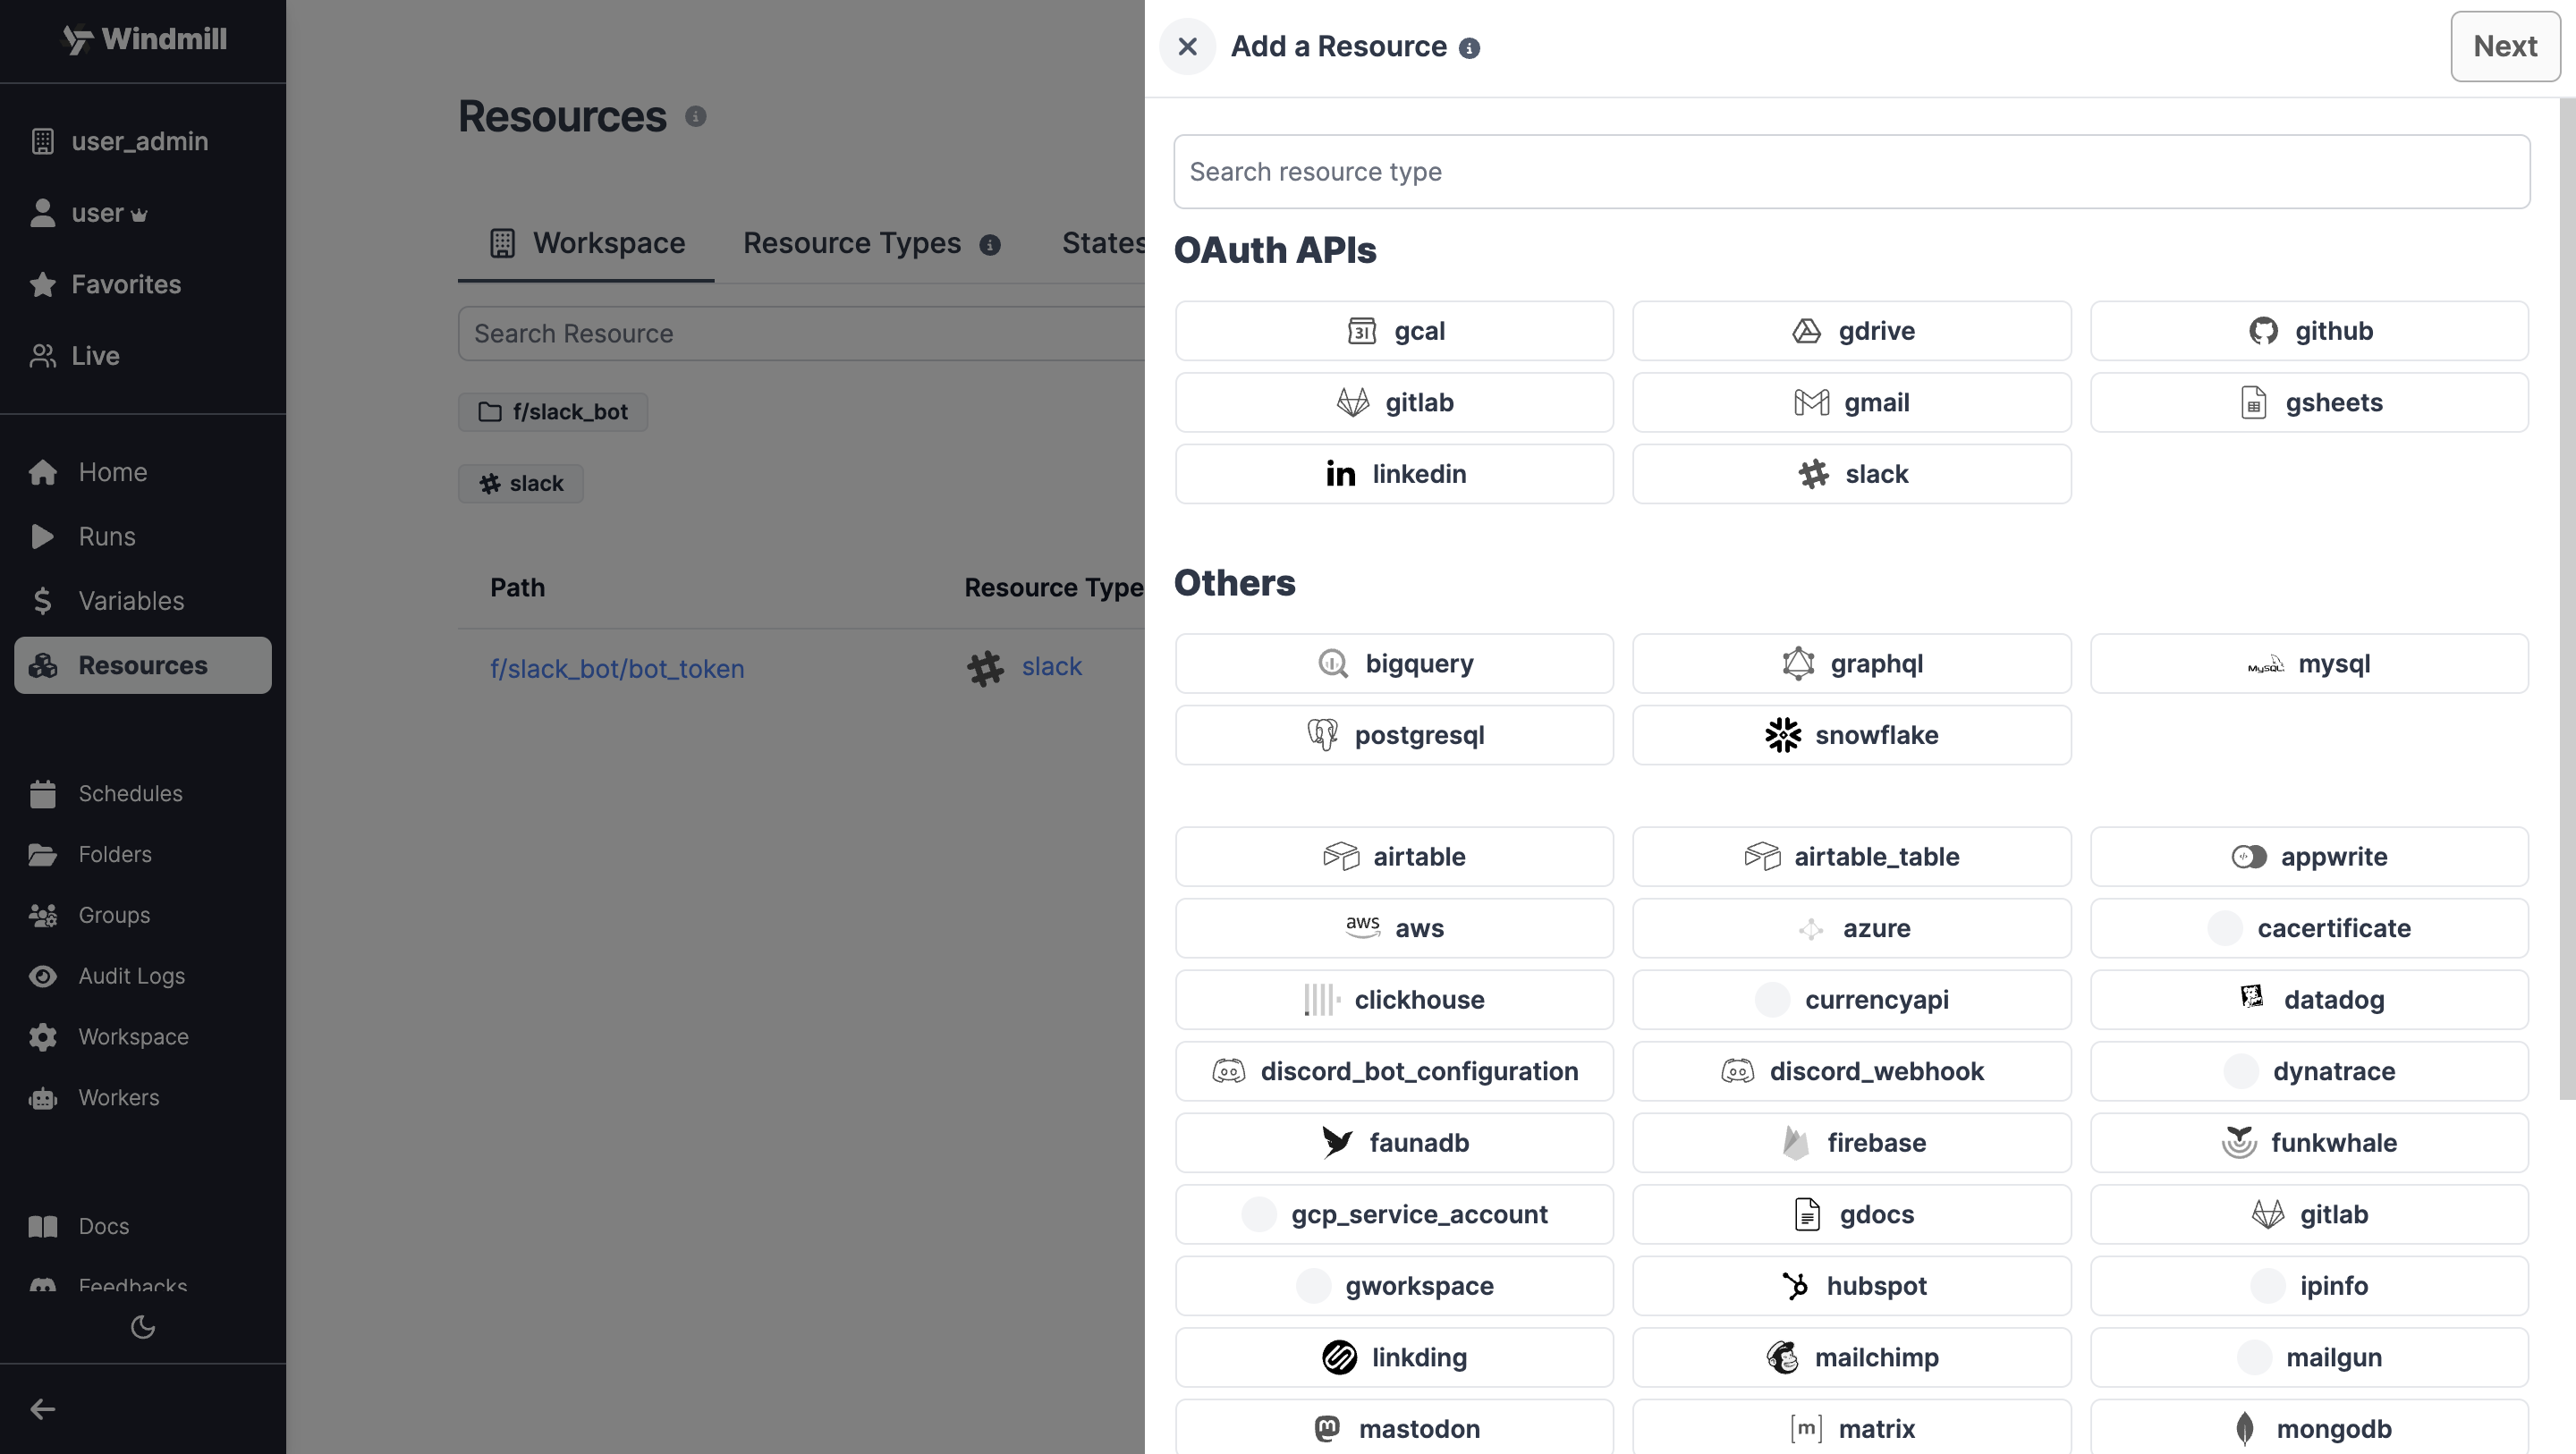 Windmill
user_admin
user
Favorites
Live
Home
Runs
Variables
Resources
Schedules
Folders
Groups
Audit Logs
Workspace
Workers
Docs
Feedbacks
Resources
Workspace
Resource Types
States
Search Resource
f/slack_bot
slack
Path
Resource Type
f/slack_bot/bot_token
slack
Add a Resource
Next
Search resource type
OAuth APIs
gcal
gdrive
github
gitlab
gmail
gsheets
linkedin
slack
Others
bigquery
graphql
mysql
postgresql
snowflake
airtable
airtable_table
appwrite
aws
azure
cacertificate
clickhouse
currencyapi
datadog
discord_bot_configuration
discord_webhook
dynatrace
faunadb
firebase
funkwhale
gcp_service_account
gdocs
gitlab
gworkspace
hubspot
ipinfo
linkding
mailchimp
mailgun
mastodon
matrix
mongodb